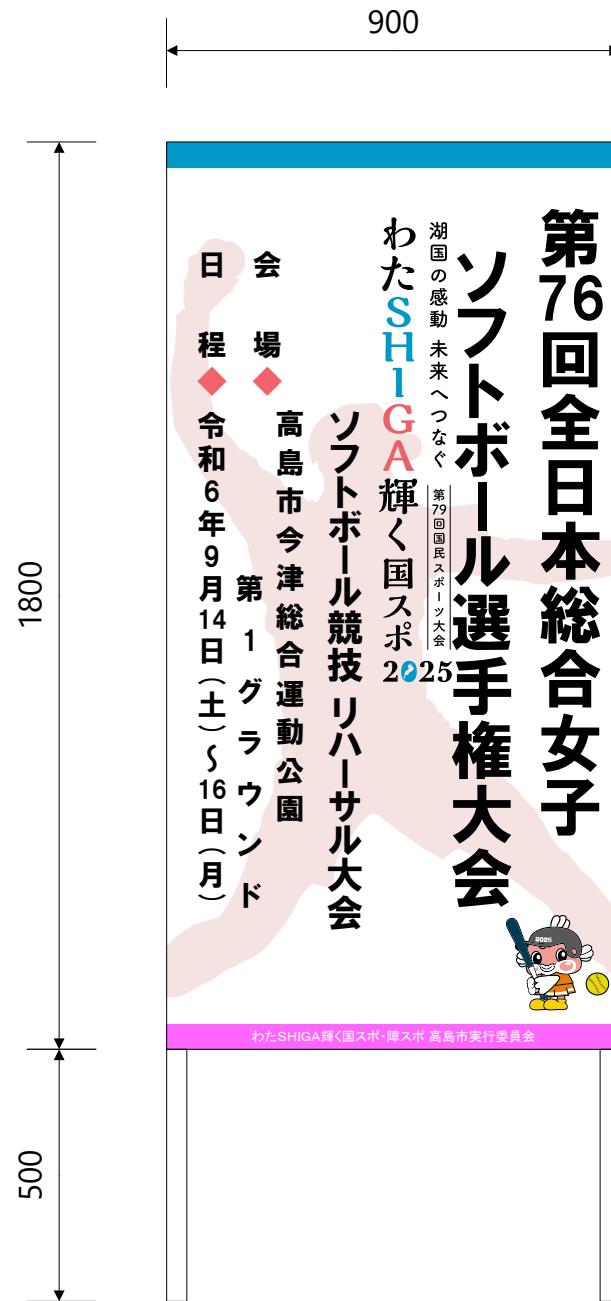 900
1800
500
第76回全日本総合女子
ソフトボール選手権大会
湖国の感動 未来へつなぐ
第79回国民スポーツ大会
わたSHIGA輝く国スポ
2025
ソフトボール競技 リハーサル大会
会場◆高島市今津総合運動公園
第1グラウンド
日程◆令和6年9月14日(土)~16日(月)
2025
わたSHIGA輝く国スポ・障スポ 高島市実行委員会